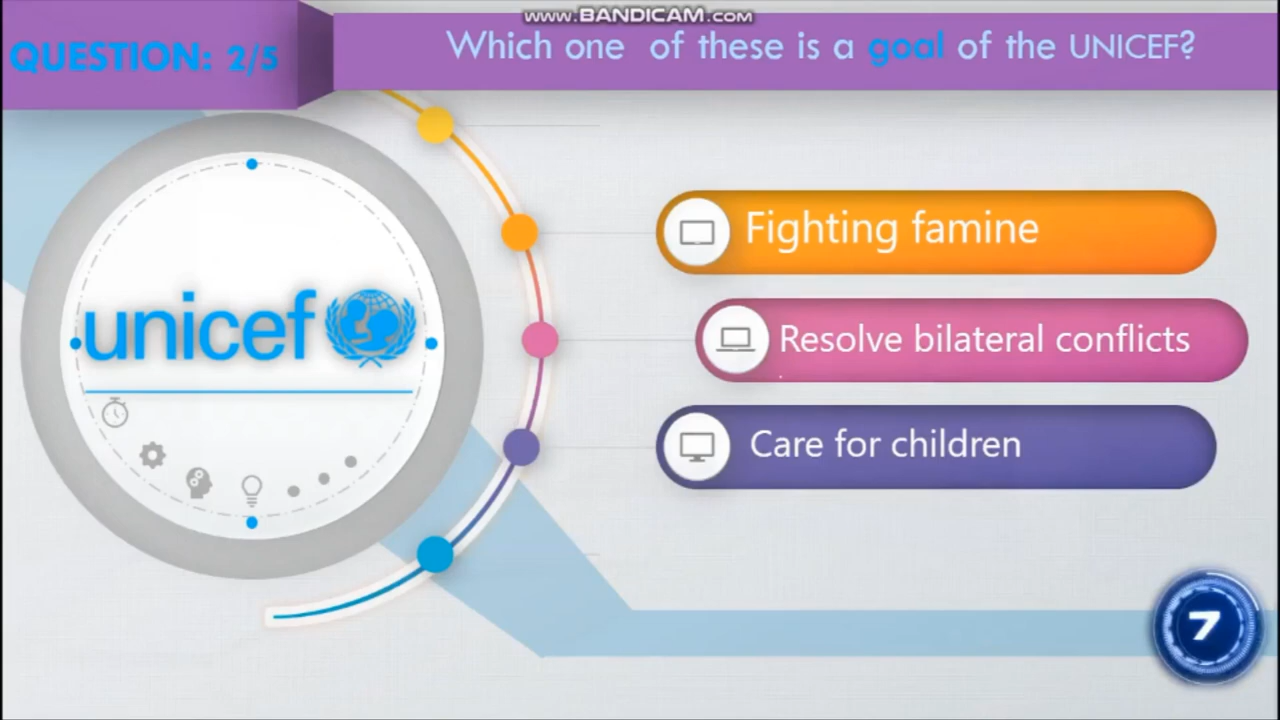 www.BANDICAM.com
QUESTION: 2/5
Which one of these is a goal of the UNICEF?
unicef
Fighting famine
Resolve bilateral conflicts
Care for children
7